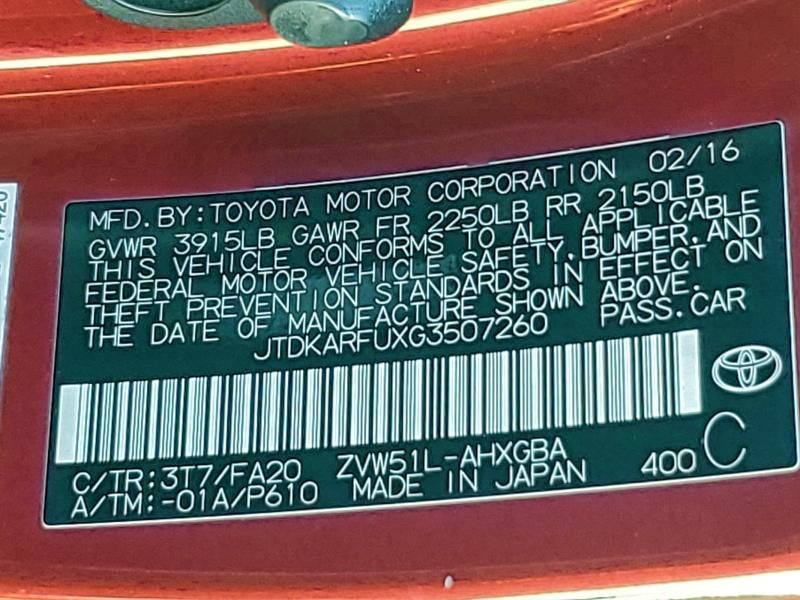 MFD.BY:TOYOTA MOTOR CORPORATION 02/16
GVWR 3915LB GAWR FR 2250LB RR 2150LB
THIS VEHICLE CONFORMS TO ALL APPLICABLE
FEDERAL MOTOR VEHICLE SAFETY,BUMPER,AND
THEFT PREVENTION STANDARDS IN EFFECT ON
THE DATE OF MANUFACTURE SHOWN ABOVE.
JTDKARFUXG3507260 PASS.CAR
C/TR:3T7/FA20 ZVW51L-AHXGBA
A/TM:-01A/P610 MADE IN JAPAN 400 C